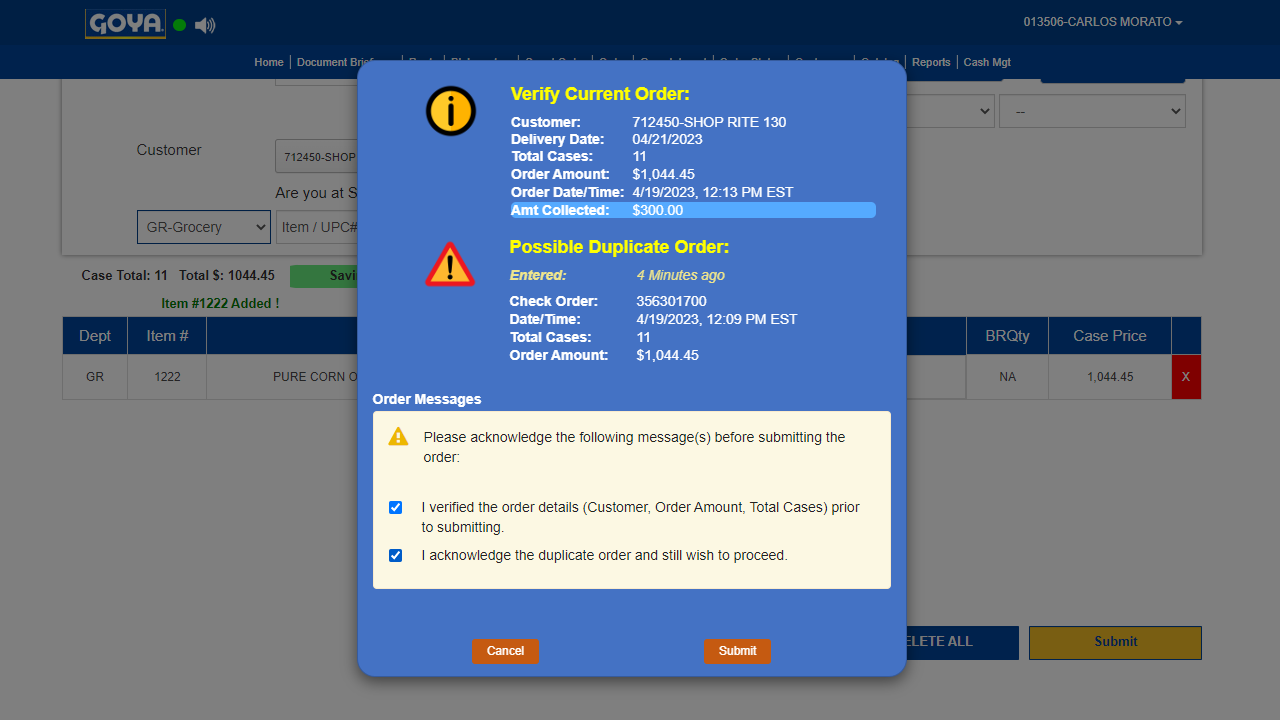 GOYA
013506-CARLOS MORATO
Home
Reports
Cash Mgt
Verify Current Order:
Customer: 712450-SHOP RITE 130
Delivery Date: 04/21/2023
Total Cases: 11
Order Amount: $1,044.45
Order Date/Time: 4/19/2023, 12:13 PM EST
Amt Collected: $300.00
--
Customer
712450-SHOP
Are you at S
GR-Grocery
Item / UPC#
Possible Duplicate Order:
Entered: 4 Minutes ago
Check Order: 356301700
Date/Time: 4/19/2023, 12:09 PM EST
Total Cases: 11
Order Amount: $1,044.45
Case Total: 11 Total $: 1044.45
Item #1222 Added !
Dept Item # BRQty Case Price
GR 1222 PURE CORN O NA 1,044.45 X
Order Messages
Please acknowledge the following message(s) before submitting the
order:
I verified the order details (Customer, Order Amount, Total Cases) prior
to submitting.
I acknowledge the duplicate order and still wish to proceed.
Cancel
Submit
ELETE ALL
Submit